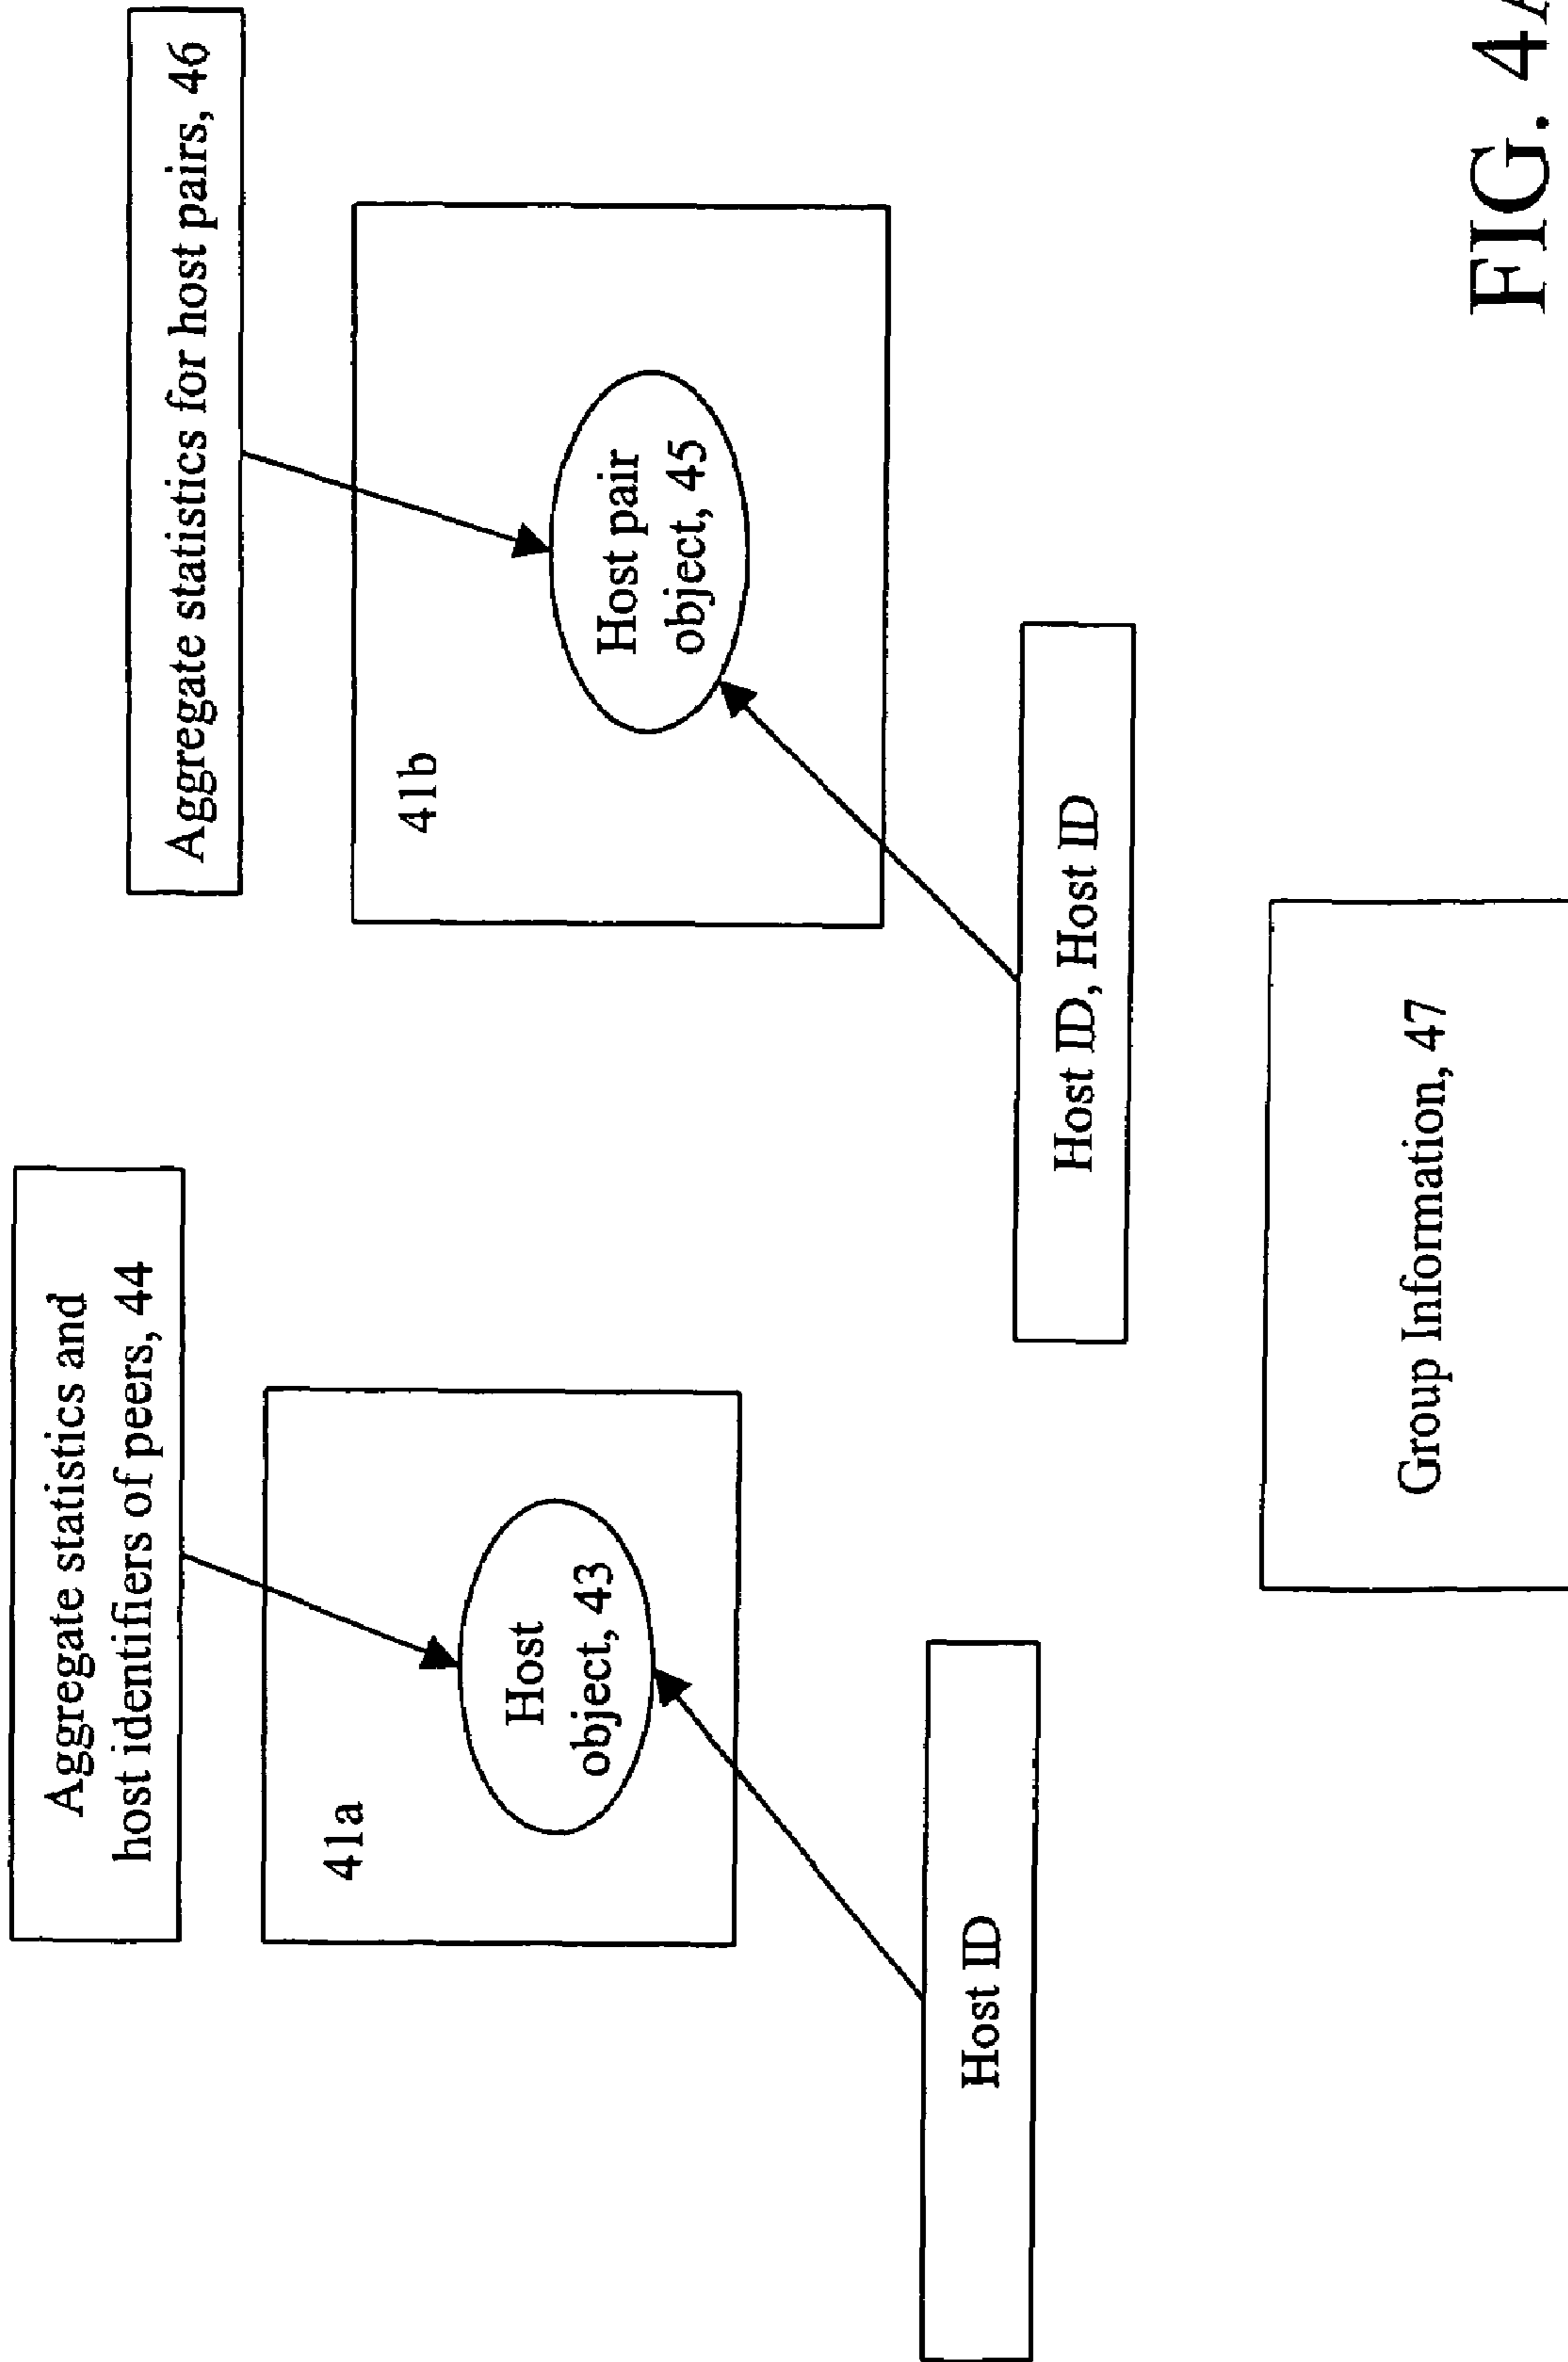 Aggregate statistics and
host identifiers of peers, 44
41a
Host
object, 43
Host ID
Aggregate statistics for host pairs, 46
41b
Host pair
object, 45
Host ID, Host ID
Group Information, 47
FIG. 4A